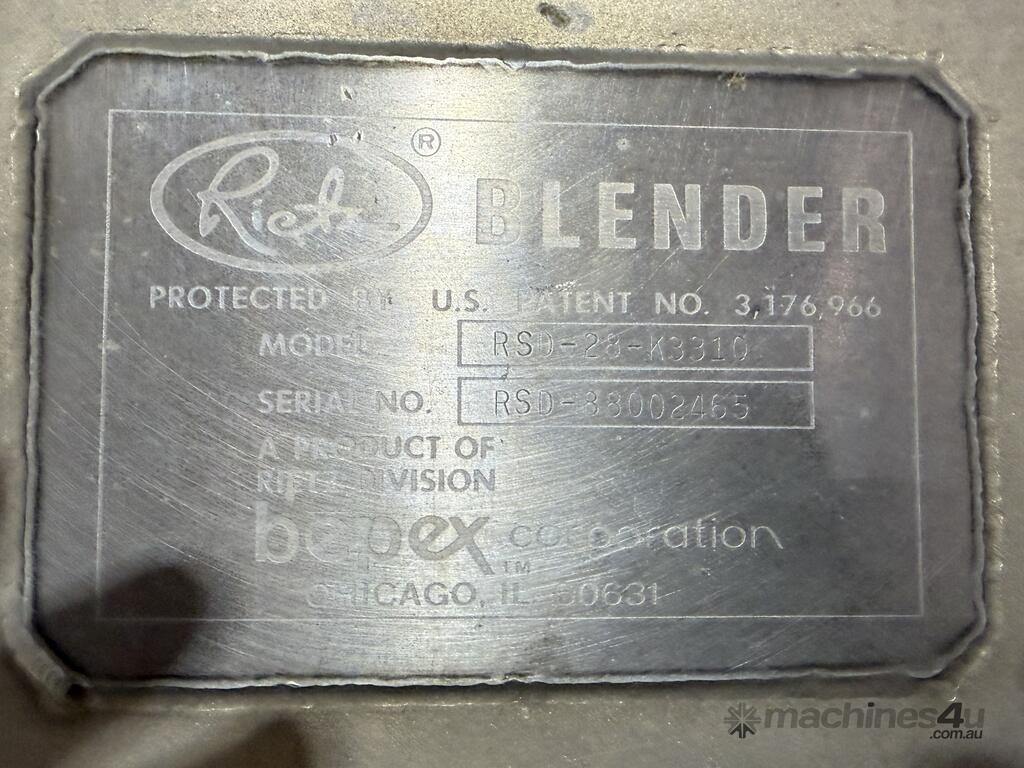 Rietz ®
BLENDER
PROTECTED BY U.S. PATENT NO. 3,176,966
MODEL RSD-28-K3310
SERIAL NO. RSD-88002465
A PRODUCT OF
RIETZ DIVISION
bepex corporation
TM
CHICAGO, IL 60631
machines4u
.com.au